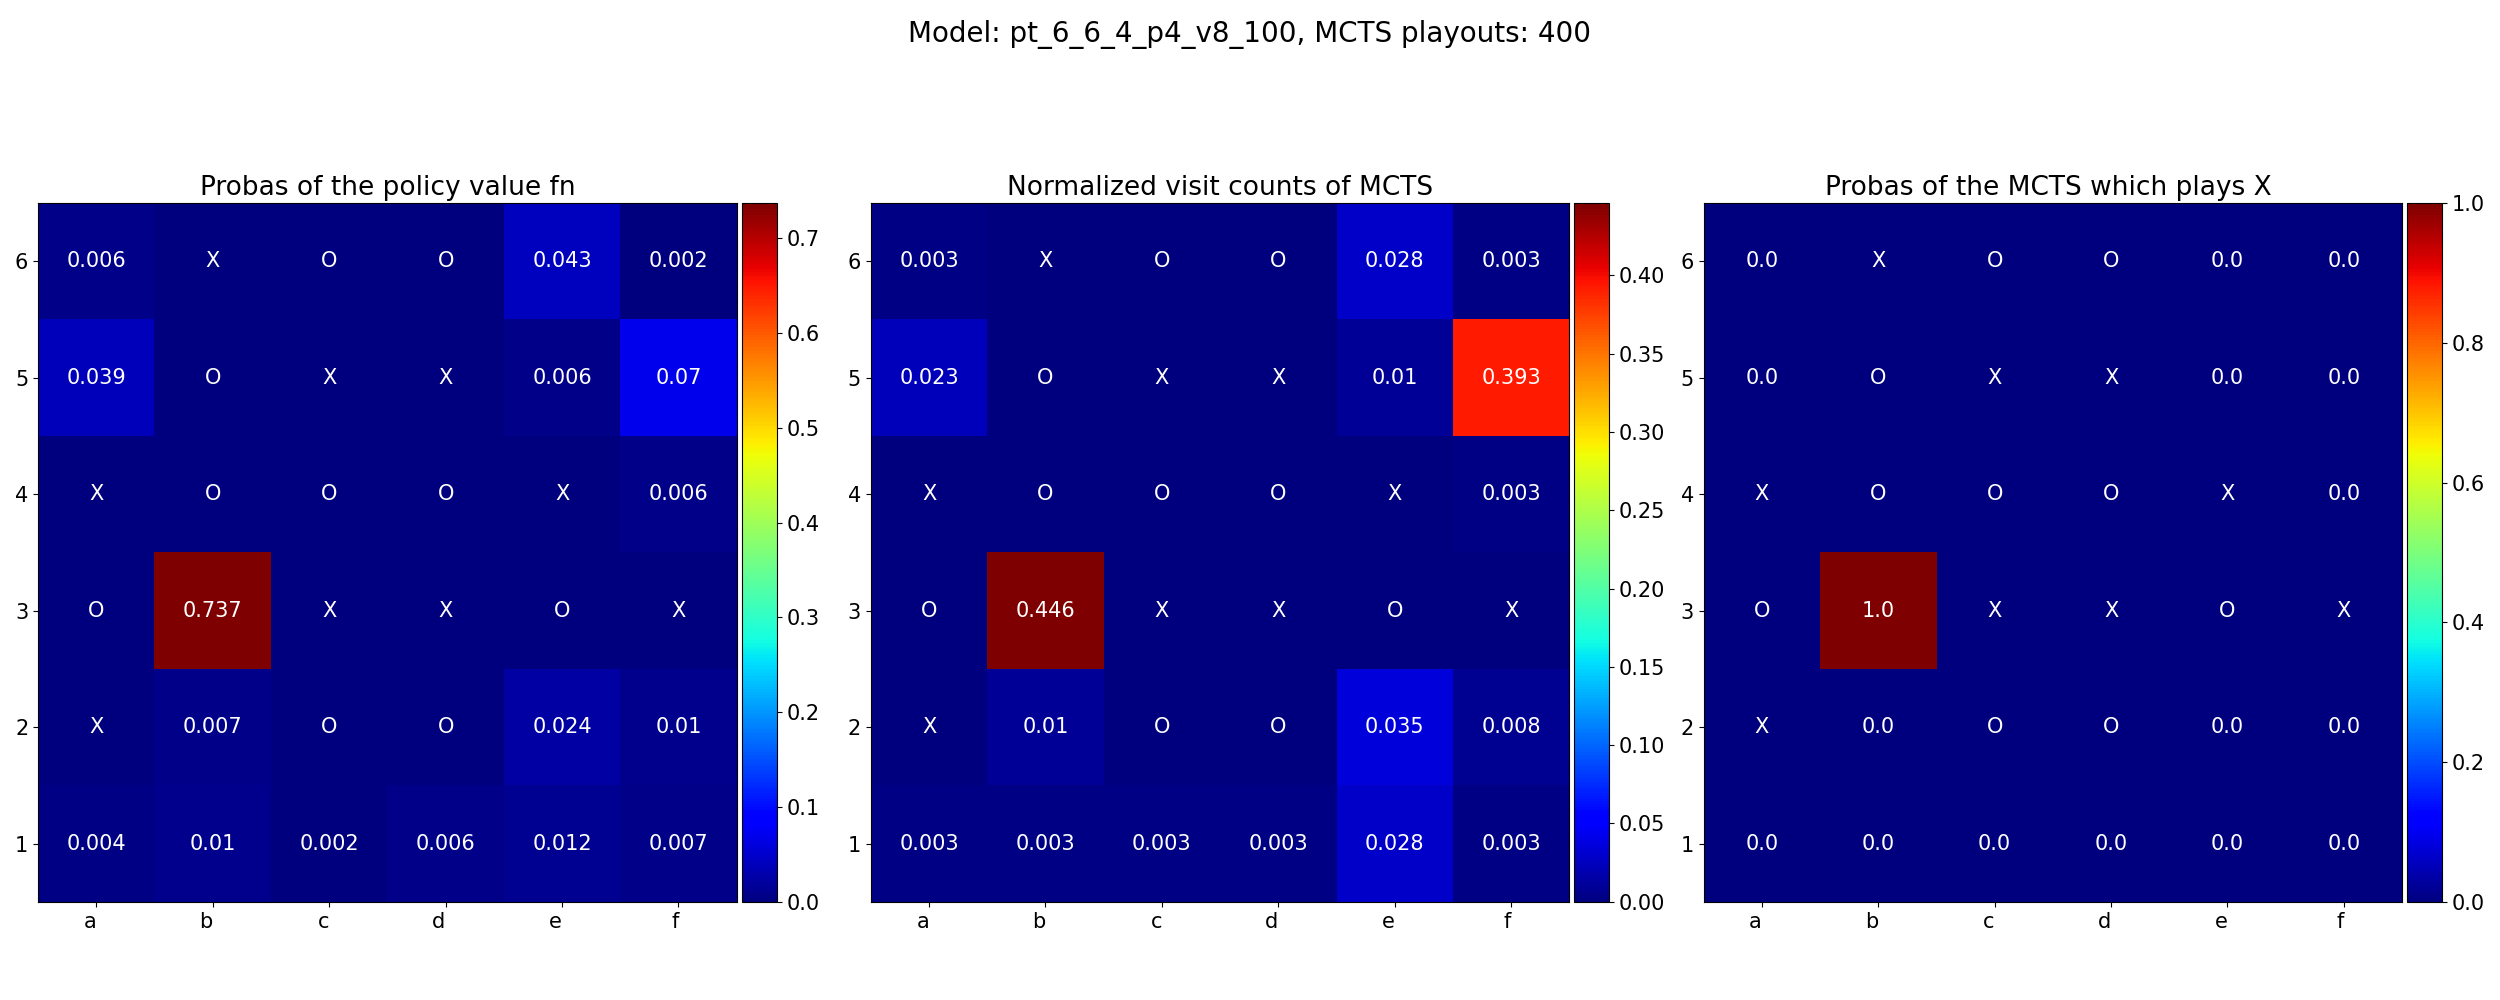 Model: pt_6_6_4_p4_v8_100, MCTS playouts: 400
Probas of the policy value fn
6 0.006 X O O 0.043 0.002
5 0.039 O X X 0.006 0.07
4 X O O O X 0.006
3 O 0.737 X X O X
2 X 0.007 O O 0.024 0.01
1 0.004 0.01 0.002 0.006 0.012 0.007
a b c d e f
0.7
0.6
0.5
0.4
0.3
0.2
0.1
0.0
Normalized visit counts of MCTS
6 0.003 X O O 0.028 0.003
5 0.023 O X X 0.01 0.393
4 X O O O X 0.003
3 O 0.446 X X O X
2 X 0.01 O O 0.035 0.008
1 0.003 0.003 0.003 0.003 0.028 0.003
a b c d e f
0.40
0.35
0.30
0.25
0.20
0.15
0.10
0.05
0.00
Probas of the MCTS which plays X
6 0.0 X O O 0.0 0.0
5 0.0 O X X 0.0 0.0
4 X O O O X 0.0
3 O 1.0 X X O X
2 X 0.0 O O 0.0 0.0
1 0.0 0.0 0.0 0.0 0.0 0.0
a b c d e f
1.0
0.8
0.6
0.4
0.2
0.0